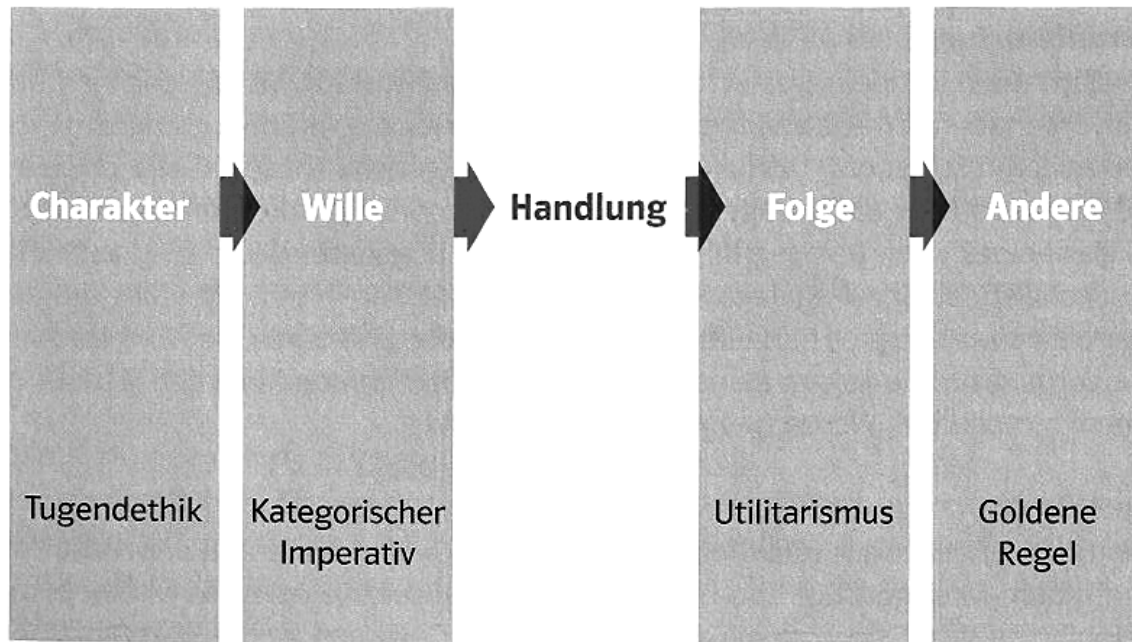 Charakter
Wille
Handlung
Folge
Andere
Tugendethik
Kategorischer
Imperativ
Utilitarismus
Goldene
Regel